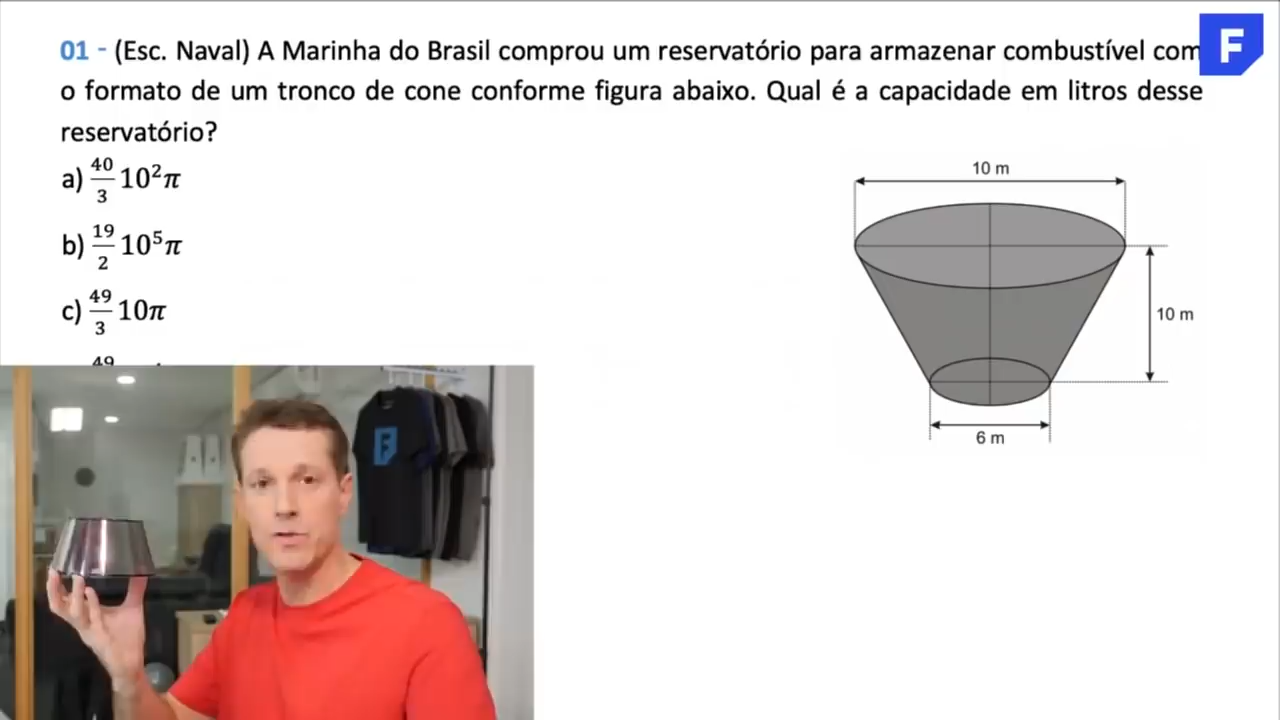 F
01 - (Esc. Naval) A Marinha do Brasil comprou um reservatório para armazenar combustível com
o formato de um tronco de cone conforme figura abaixo. Qual é a capacidade em litros desse
reservatório?
a) 40/3 10²π
b) 19/2 10⁵π
c) 49/3 10π
49
10 m
10 m
6 m
F